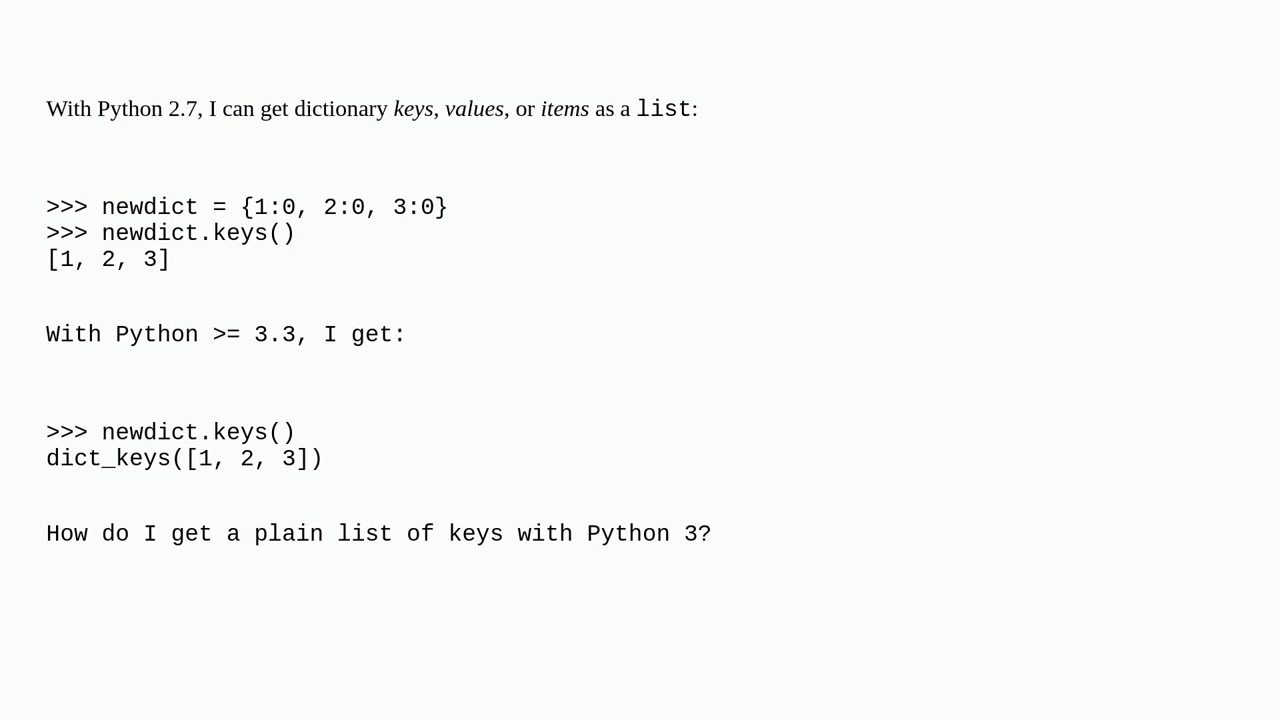 With Python 2.7, I can get dictionary keys, values, or items as a list:
>>> newdict = {1:0, 2:0, 3:0}
>>> newdict.keys()
[1, 2, 3]
With Python >= 3.3, I get:
>>> newdict.keys()
dict_keys([1, 2, 3])
How do I get a plain list of keys with Python 3?